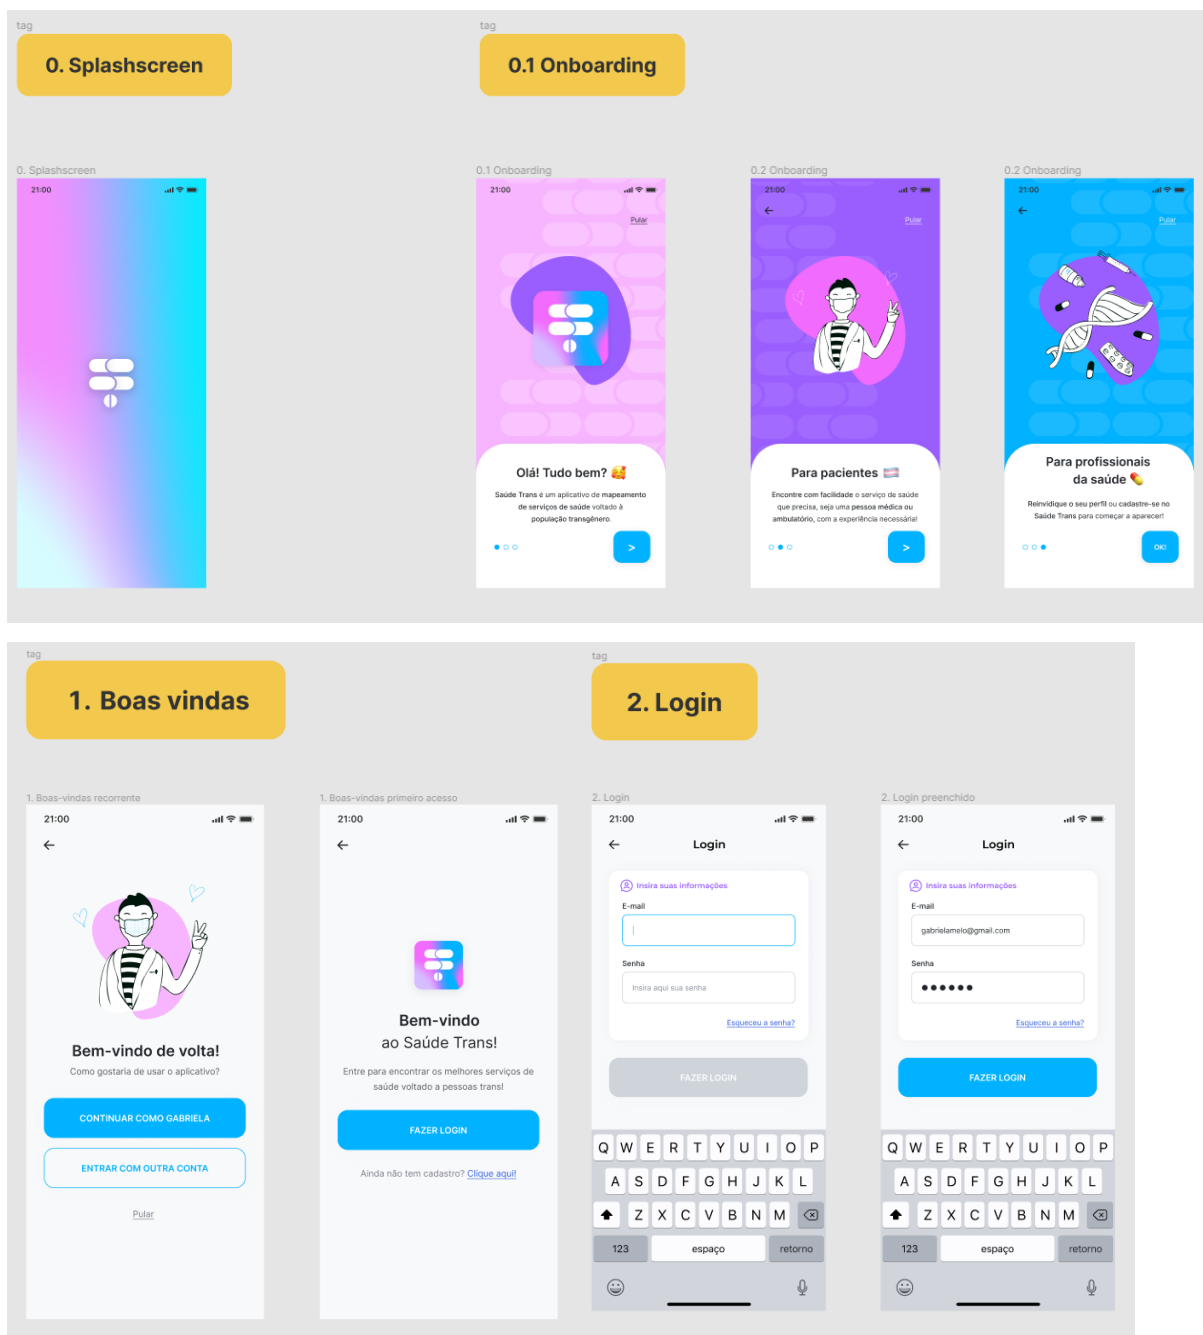 tag
0. Splashscreen
tag
0.1 Onboarding
0. Splashscreen
21:00
0.1 Onboarding
21:00
Pular
Olá! Tudo bem? 🥰
Saúde Trans é um aplicativo de mapeamento
de serviços de saúde voltado à
população transgênero.
>
0.2 Onboarding
21:00
Pular
Para pacientes 🏳️‍⚧️
Encontre com facilidade o serviço de saúde
que precisa, seja uma pessoa médica ou
ambulatório, com a experiência necessária!
>
0.2 Onboarding
21:00
Pular
Para profissionais
da saúde 💊
Reinvidique o seu perfil ou cadastre-se no
Saúde Trans para começar a aparecer!
OK!
tag
1. Boas vindas
tag
2. Login
1. Boas-vindas recorrente
21:00
Bem-vindo de volta!
Como gostaria de usar o aplicativo?
CONTINUAR COMO GABRIELA
ENTRAR COM OUTRA CONTA
Pular
1. Boas-vindas primeiro acesso
21:00
Bem-vindo
ao Saúde Trans!
Entre para encontrar os melhores serviços de
saúde voltado a pessoas trans!
FAZER LOGIN
Ainda não tem cadastro? Clique aqui!
2. Login
21:00
Login
Insira suas informações
E-mail
Senha
Insira aqui sua senha
Esqueceu a senha?
FAZER LOGIN
Q W E R T Y U I O P
A S D F G H J K L
Z X C V B N M
123 espaço retorno
2. Login preenchido
21:00
Login
Insira suas informações
E-mail
gabrielamelo@gmail.com
Senha
●●●●●●
Esqueceu a senha?
FAZER LOGIN
Q W E R T Y U I O P
A S D F G H J K L
Z X C V B N M
123 espaço retorno